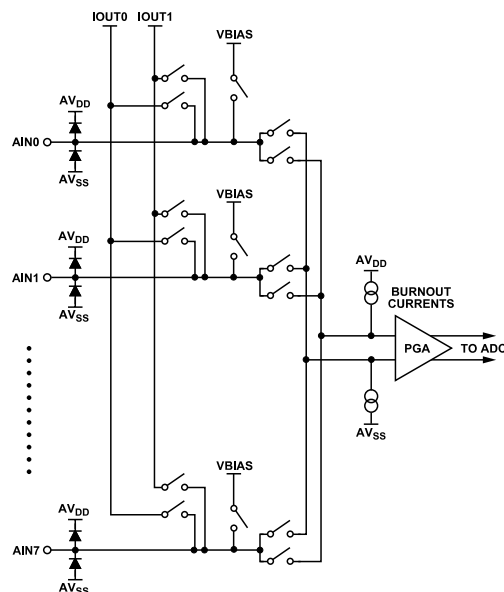 IOUT0 IOUT1
VBIAS
AVDD
AIN0
AVSS
VBIAS
AVDD
AIN1
AVSS
AVDD
BURNOUT
CURRENTS
PGA
TO ADC
AVSS
VBIAS
AVDD
AIN7
AVSS